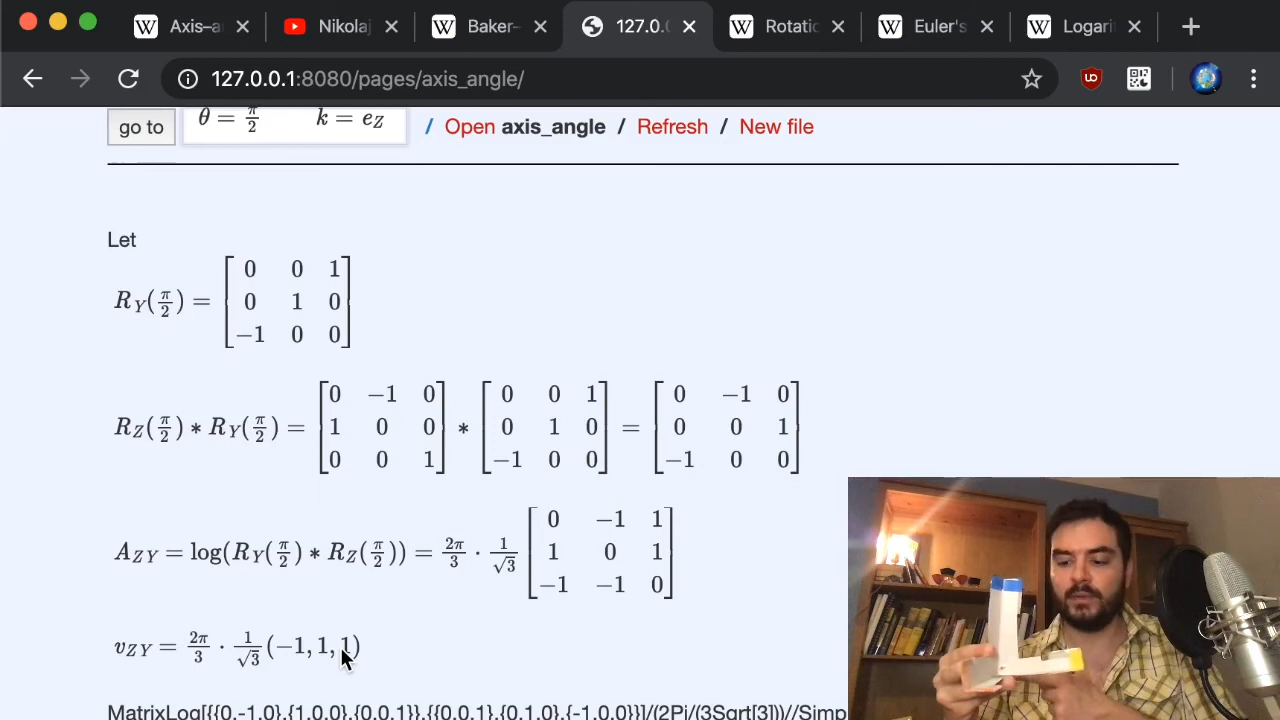 Axis–a Nikolaj Baker– 127.0.0 Rotatic Euler's Logari
127.0.0.1:8080/pages/axis_angle/
go to θ = π/2 k = e_Z / Open axis_angle / Refresh / New file
Let
R_Y(π/2) = [0 0 1; 0 1 0; −1 0 0]
R_Z(π/2) ∗ R_Y(π/2) = [0 −1 0; 1 0 0; 0 0 1] ∗ [0 0 1; 0 1 0; −1 0 0] = [0 −1 0; 0 0 1; −1 0 0]
A_ZY = log(R_Y(π/2) ∗ R_Z(π/2)) = 2π/3 · 1/√3 [0 −1 1; 1 0 1; −1 −1 0]
v_ZY = 2π/3 · 1/√3 (−1, 1, 1)
MatrixLog[{{0,-1,0},{1,0,0},{0,0,1}}.{{0,0,1},{0,1,0},{-1,0,0}}]/(2Pi/(3Sqrt[3]))//Simp